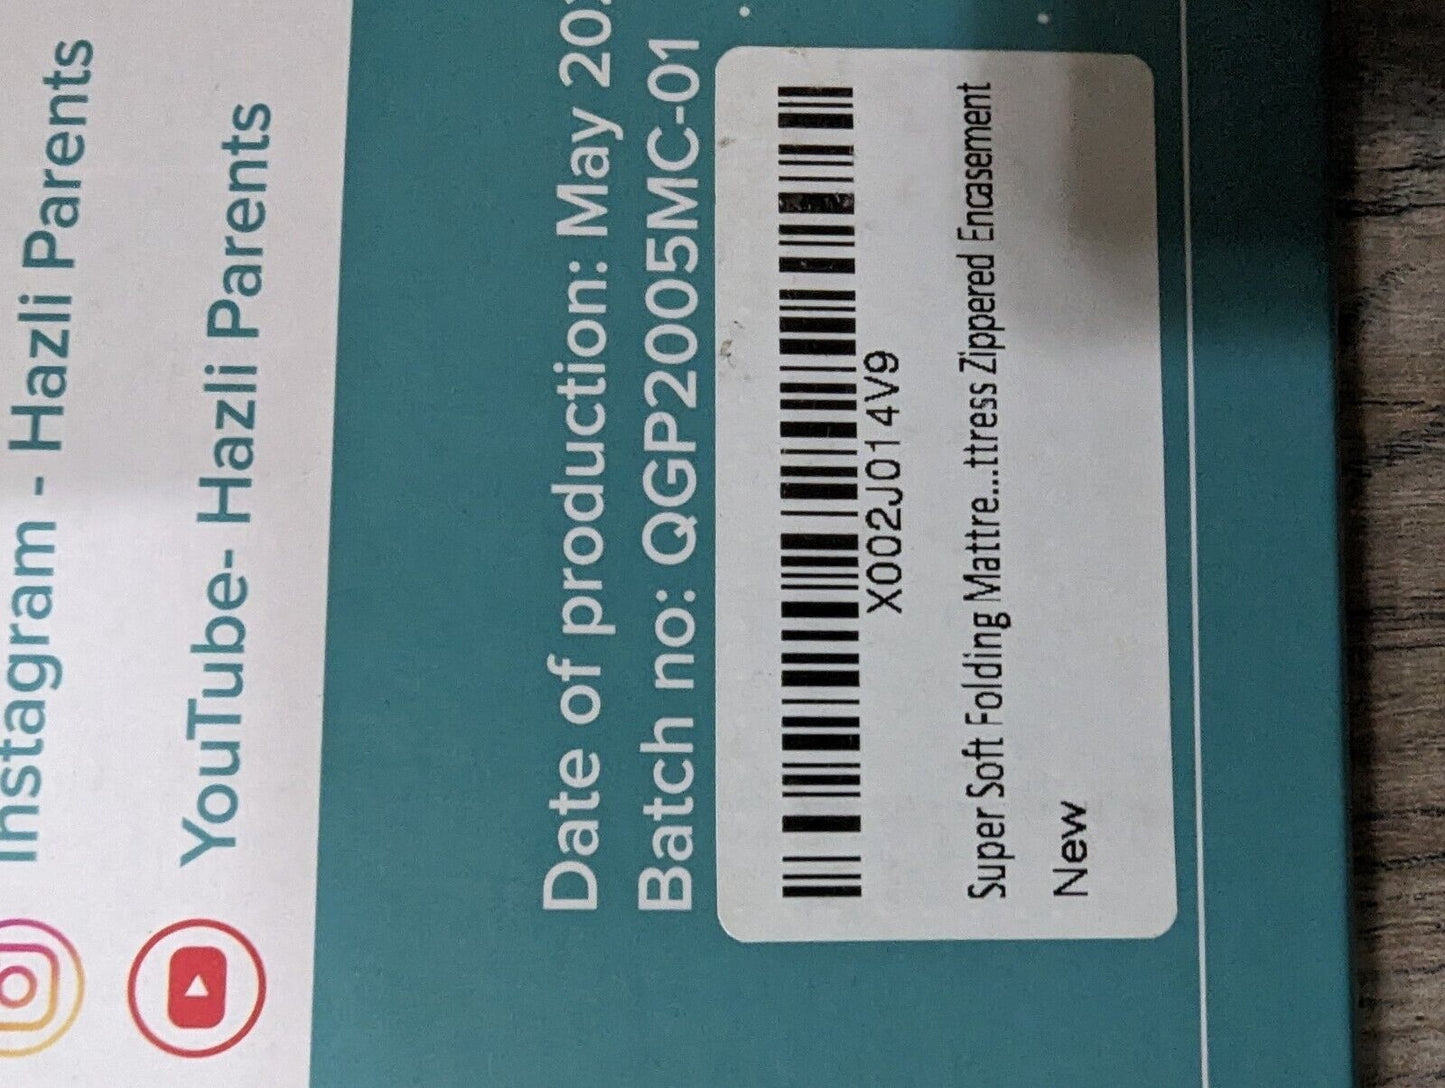 Instagram - Hazli Parents
YouTube- Hazli Parents
Date of production: May
Batch no: QGP2005MC-01
X002J014V9
Super Soft Folding Mattre...ttress Zippered Encasement
New